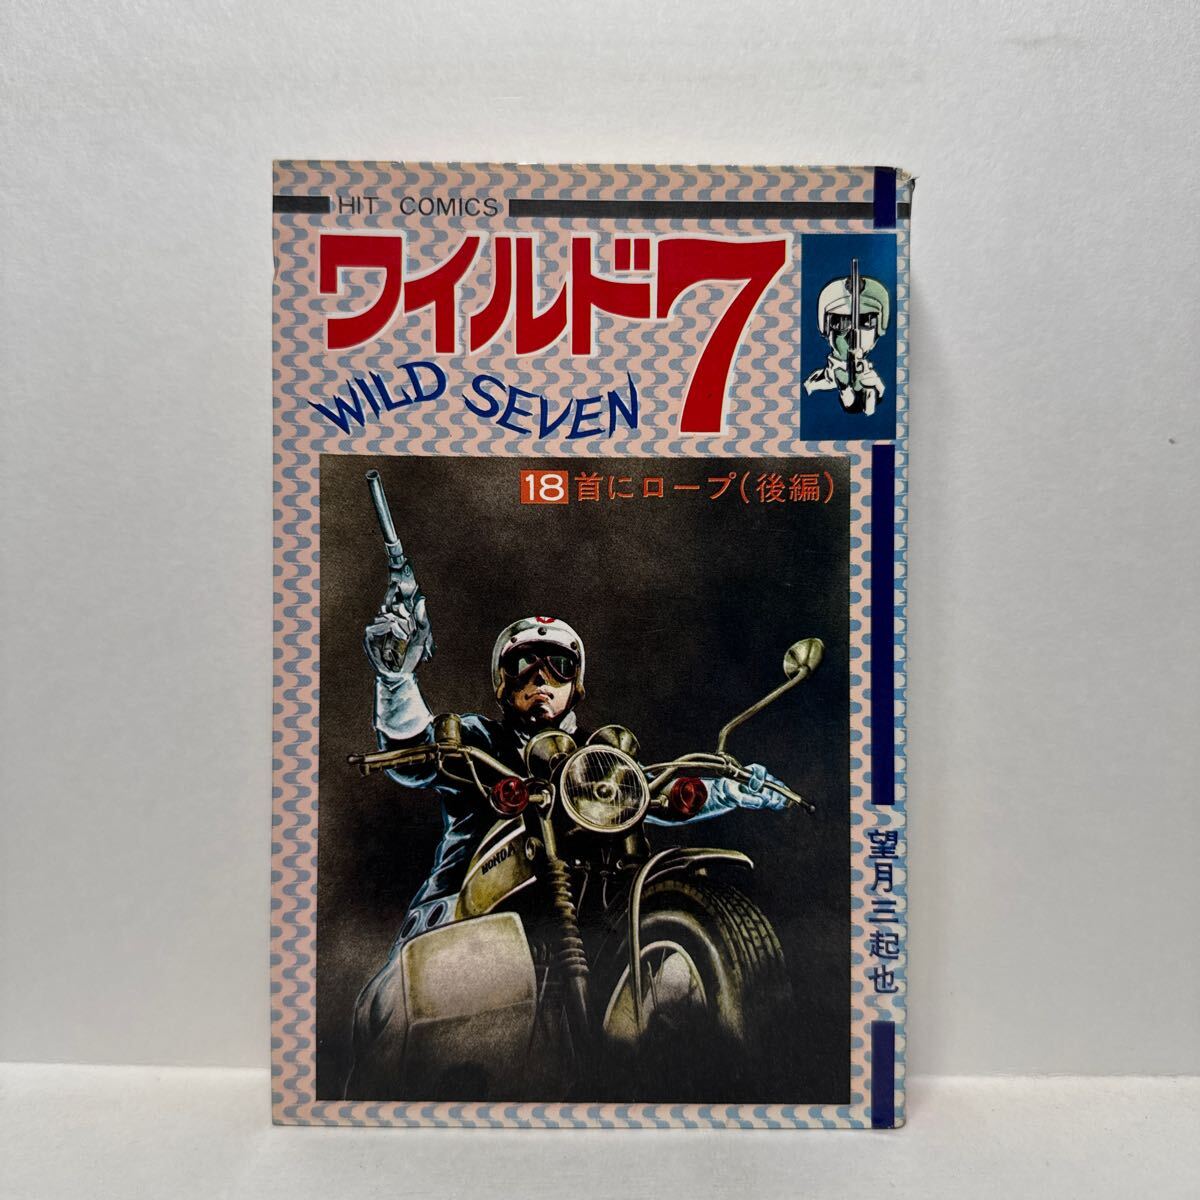 HIT COMICS
ワイルド7
WILD SEVEN
18 首にロープ(後編)
HONDA
望月三起也